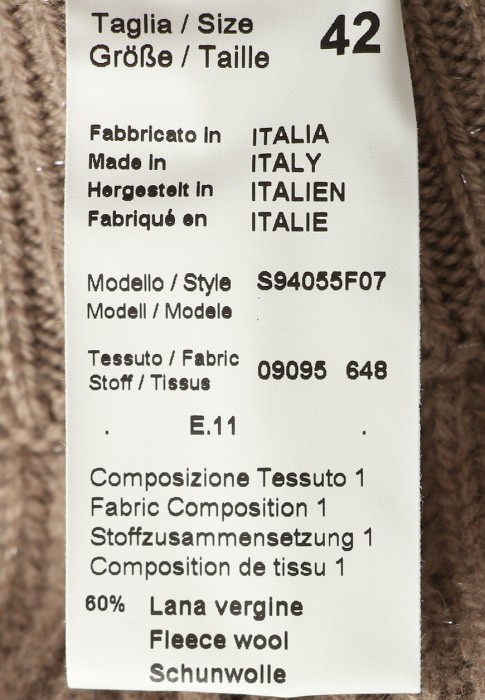 Taglia / Size 42
Größe / Taille
Fabbricato in ITALIA
Made in ITALY
Hergestelt in ITALIEN
Fabriqué en ITALIE
Modello / Style S94055F07
Modell / Modele
Tessuto / Fabric 09095 648
Stoff / Tissus
. E.11 .
Composizione Tessuto 1
Fabric Composition 1
Stoffzusammensetzung 1
Composition de tissu 1
60% Lana vergine
Fleece wool
Schunwolle